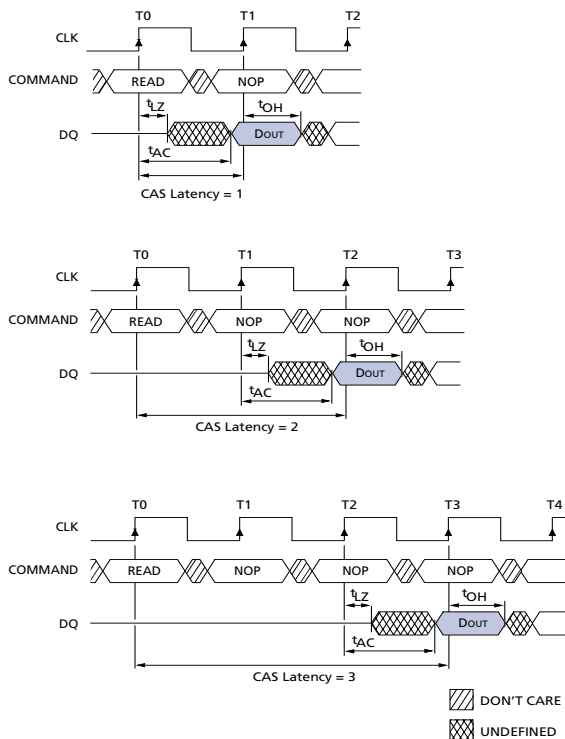 T0 T1 T2
CLK
COMMAND READ NOP
tLZ tOH
DQ DOUT
tAC
CAS Latency = 1
T0 T1 T2 T3
CLK
COMMAND READ NOP NOP
tLZ tOH
DQ DOUT
tAC
CAS Latency = 2
T0 T1 T2 T3 T4
CLK
COMMAND READ NOP NOP NOP
tLZ tOH
DQ DOUT
tAC
CAS Latency = 3
DON'T CARE
UNDEFINED